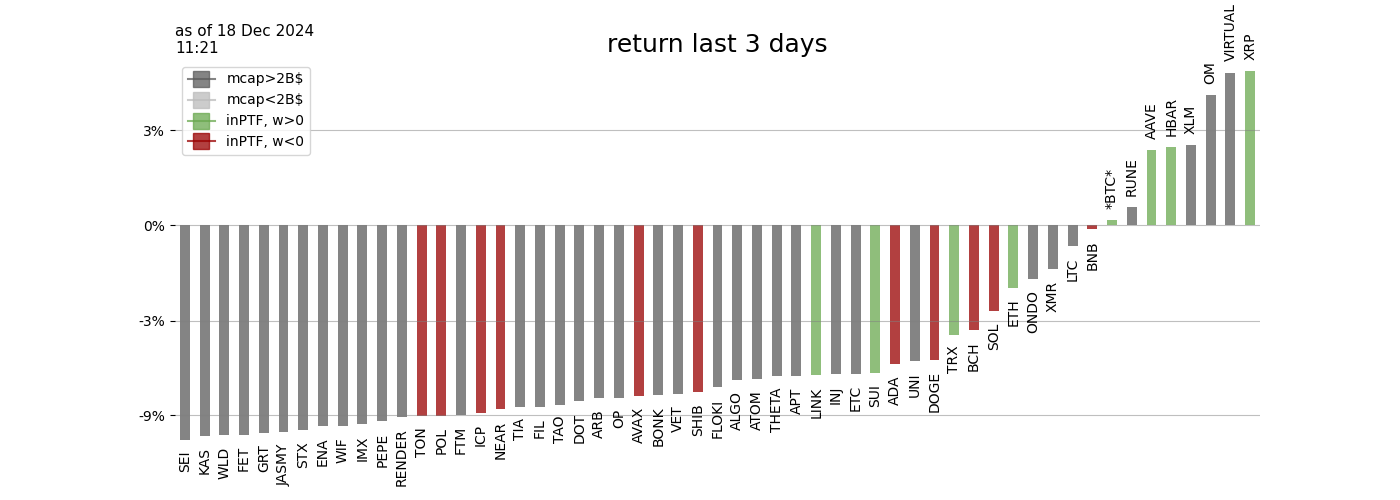 as of 18 Dec 2024
11:21
return last 3 days
mcap>2B$
mcap<2B$
inPTF, w>0
inPTF, w<0
3%
0%
-3%
-9%
SEI
KAS
WLD
FET
GRT
JASMY
STX
ENA
WIF
IMX
PEPE
RENDER
TON
POL
FTM
ICP
NEAR
TIA
FIL
TAO
DOT
ARB
OP
AVAX
BONK
VET
SHIB
FLOKI
ALGO
ATOM
THETA
APT
LINK
INJ
ETC
SUI
ADA
UNI
DOGE
TRX
BCH
SOL
ETH
ONDO
XMR
LTC
BNB
*BTC*
RUNE
AAVE
HBAR
XLM
OM
VIRTUAL
XRP